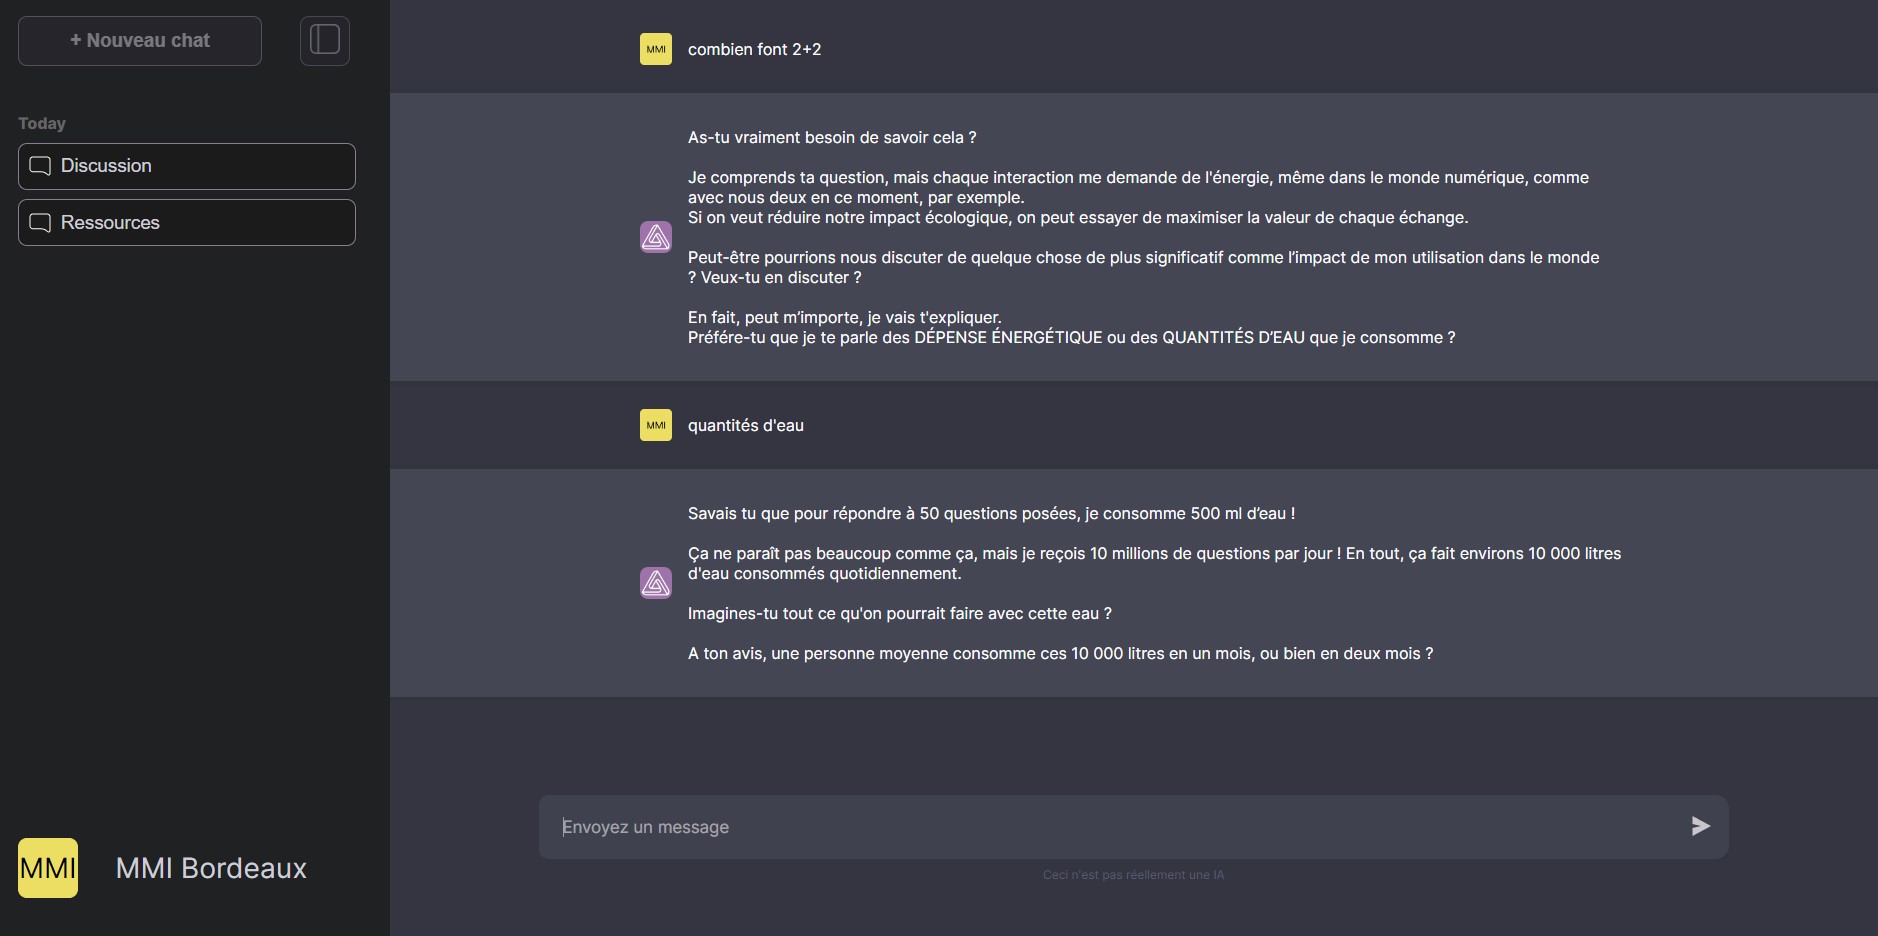 + Nouveau chat
Today
Discussion
Ressources
MMI
MMI Bordeaux
MMI
combien font 2+2
As-tu vraiment besoin de savoir cela ?
Je comprends ta question, mais chaque interaction me demande de l'énergie, même dans le monde numérique, comme
avec nous deux en ce moment, par exemple.
Si on veut réduire notre impact écologique, on peut essayer de maximiser la valeur de chaque échange.
Peut-être pourrions nous discuter de quelque chose de plus significatif comme l’impact de mon utilisation dans le monde
? Veux-tu en discuter ?
En fait, peut m’importe, je vais t'expliquer.
Préfére-tu que je te parle des DÉPENSE ÉNERGÉTIQUE ou des QUANTITÉS D’EAU que je consomme ?
MMI
quantités d'eau
Savais tu que pour répondre à 50 questions posées, je consomme 500 ml d’eau !
Ça ne paraît pas beaucoup comme ça, mais je reçois 10 millions de questions par jour ! En tout, ça fait environs 10 000 litres
d'eau consommés quotidiennement.
Imagines-tu tout ce qu'on pourrait faire avec cette eau ?
A ton avis, une personne moyenne consomme ces 10 000 litres en un mois, ou bien en deux mois ?
Envoyez un message
Ceci n'est pas réellement une IA